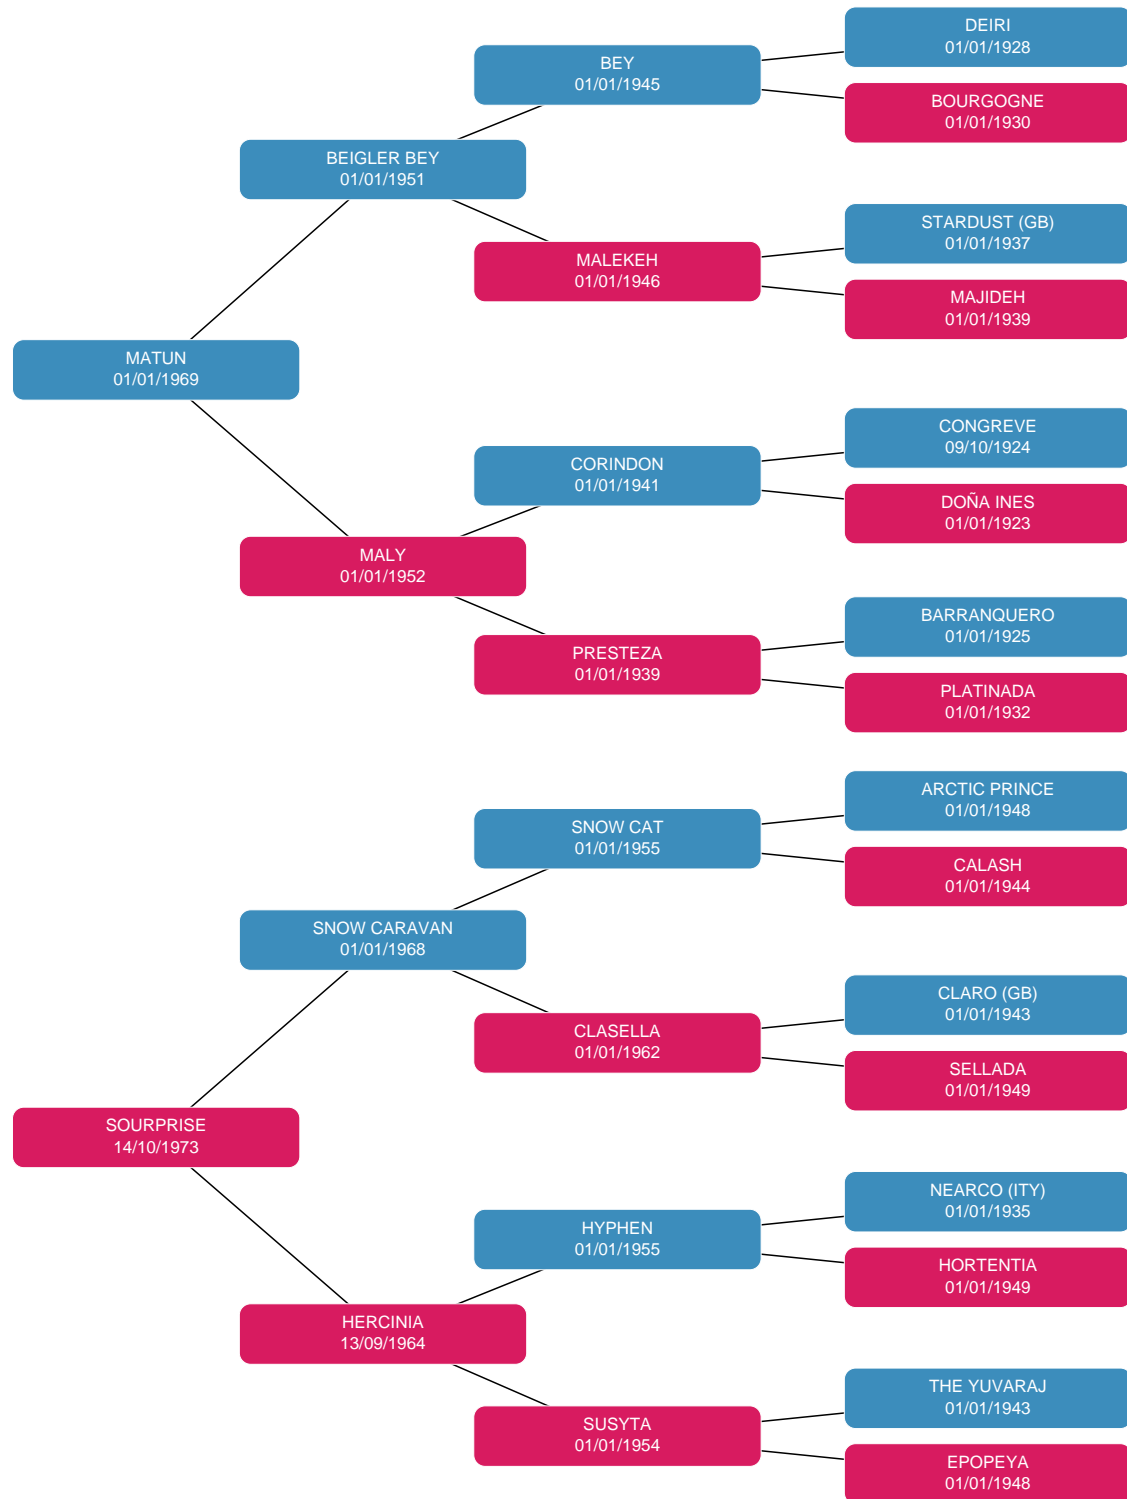 DEIRI
01/01/1928
BEY
01/01/1945
BOURGOGNE
01/01/1930
BEIGLER BEY
01/01/1951
STARDUST (GB)
01/01/1937
MALEKEH
01/01/1946
MAJIDEH
01/01/1939
MATUN
01/01/1969
CONGREVE
09/10/1924
CORINDON
01/01/1941
DOÑA INES
01/01/1923
MALY
01/01/1952
BARRANQUERO
01/01/1925
PRESTEZA
01/01/1939
PLATINADA
01/01/1932
ARCTIC PRINCE
01/01/1948
SNOW CAT
01/01/1955
CALASH
01/01/1944
SNOW CARAVAN
01/01/1968
CLARO (GB)
01/01/1943
CLASELLA
01/01/1962
SELLADA
01/01/1949
SOURPRISE
14/10/1973
NEARCO (ITY)
01/01/1935
HYPHEN
01/01/1955
HORTENTIA
01/01/1949
HERCINIA
13/09/1964
THE YUVARAJ
01/01/1943
SUSYTA
01/01/1954
EPOPEYA
01/01/1948